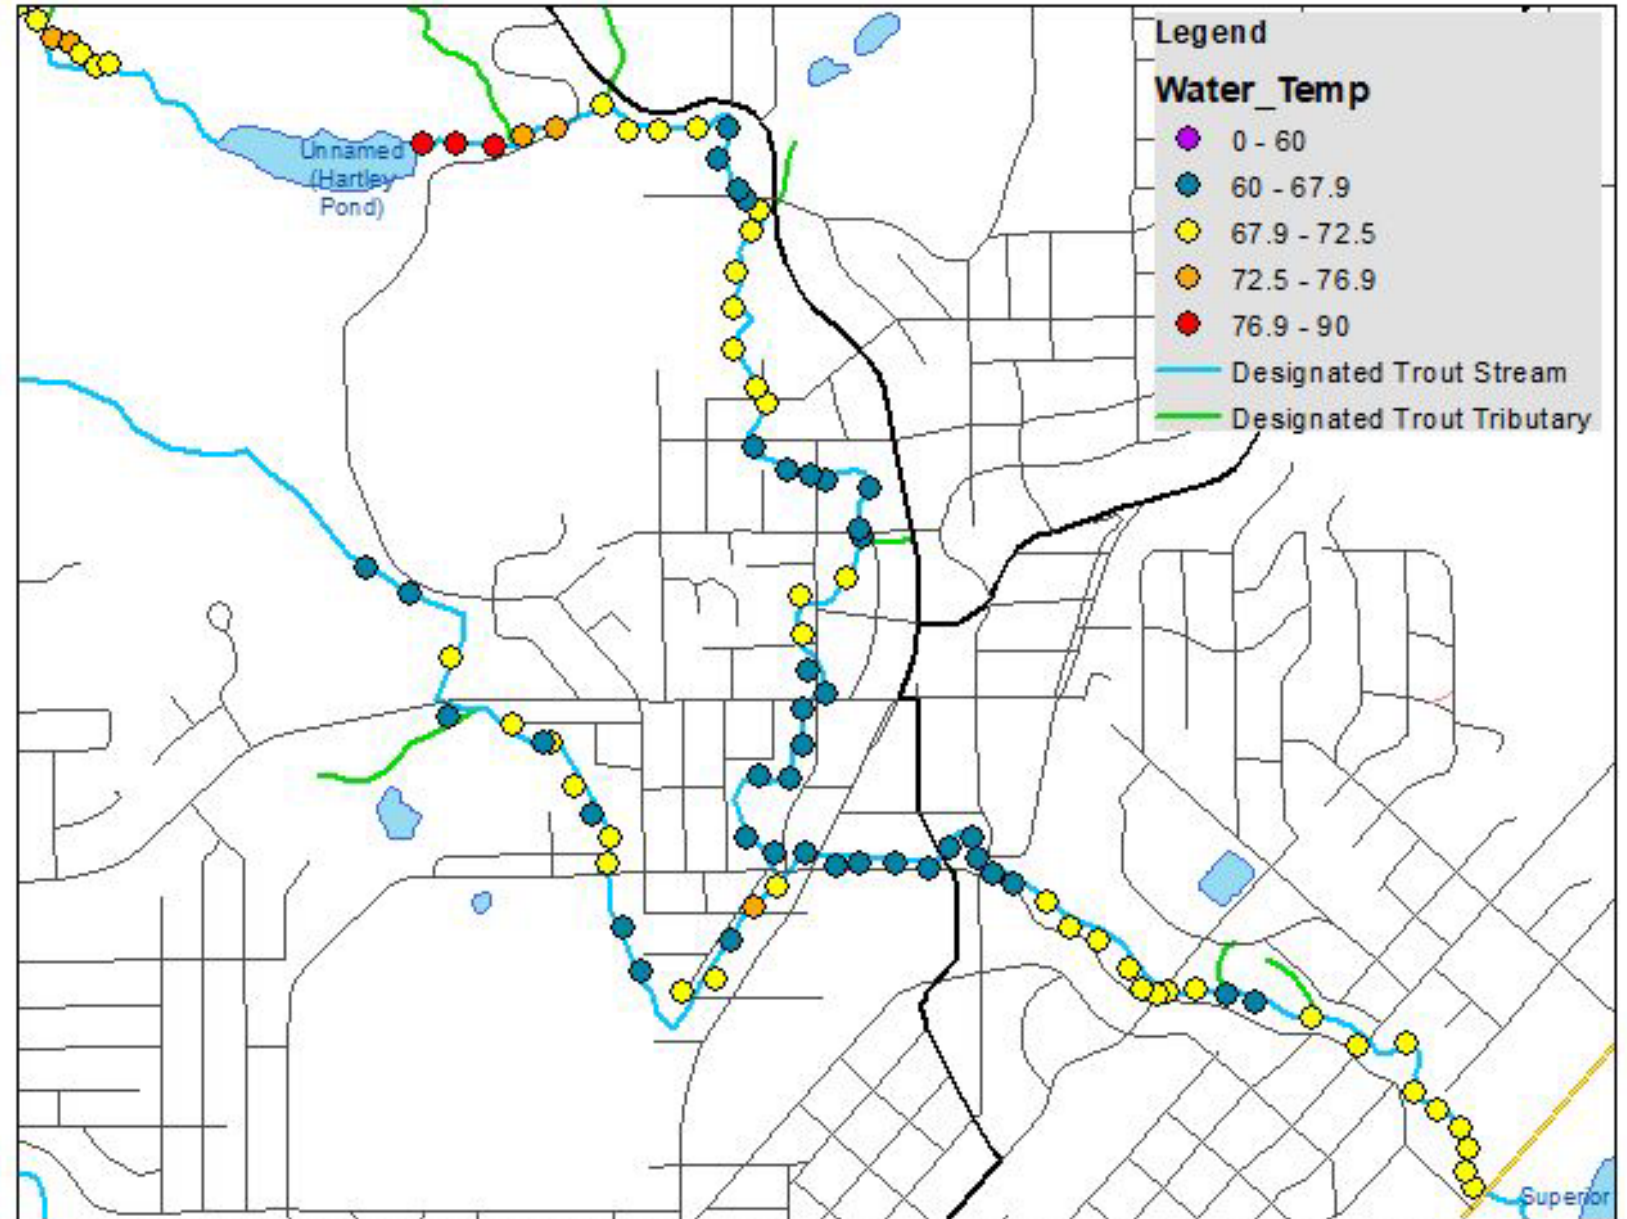 Legend
Water_Temp
0 - 60
60 - 67.9
67.9 - 72.5
72.5 - 76.9
76.9 - 90
Designated Trout Stream
Designated Trout Tributary
Unnamed
(Hartley
Pond)
Superior